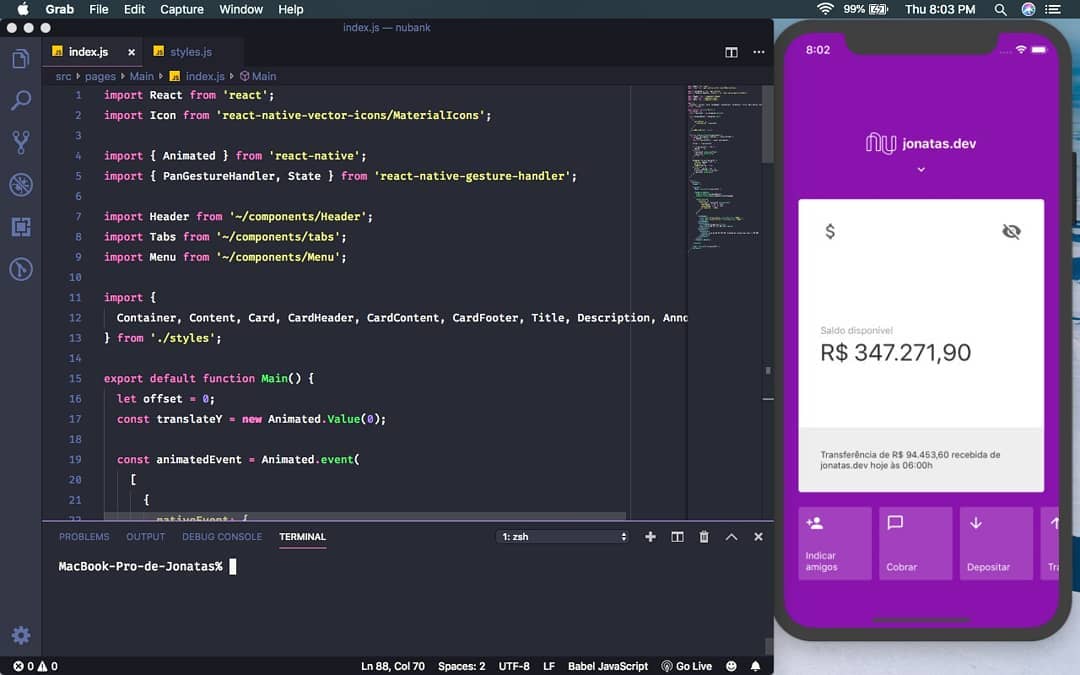 Grab File Edit Capture Window Help 99% Thu 8:03 PM
index.js — nubank
index.js × styles.js
src pages Main index.js Main
1 import React from 'react';
2 import Icon from 'react-native-vector-icons/MaterialIcons';
3
4 import { Animated } from 'react-native';
5 import { PanGestureHandler, State } from 'react-native-gesture-handler';
6
7 import Header from '~/components/Header';
8 import Tabs from '~/components/tabs';
9 import Menu from '~/components/Menu';
10
11 import {
12 Container, Content, Card, CardHeader, CardContent, CardFooter, Title, Description, Anno
13 } from './styles';
14
15 export default function Main() {
16 let offset = 0;
17 const translateY = new Animated.Value(0);
18
19 const animatedEvent = Animated.event(
20 [
21 {
22 nativeEvent: {
PROBLEMS OUTPUT DEBUG CONSOLE TERMINAL 1: zsh
MacBook-Pro-de-Jonatas%
0 0 Ln 88, Col 70 Spaces: 2 UTF-8 LF Babel JavaScript Go Live
8:02
nu jonatas.dev
$
Saldo disponível
R$ 347.271,90
Transferência de R$ 94.453,60 recebida de
jonatas.dev hoje às 06:00h
Indicar
amigos
Cobrar
Depositar
Tra